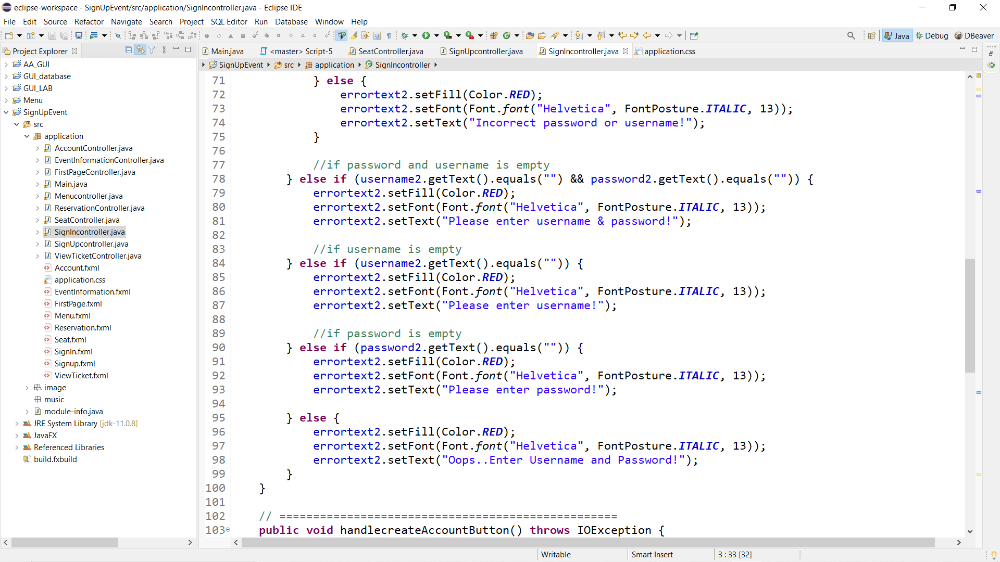 eclipse-workspace - SignUpEvent/src/application/SignIncontroller.java - Eclipse IDE
File Edit Source Refactor Navigate Search Project SQL Editor Run Database Window Help
Java Debug DBeaver
Project Explorer
Main.java <master> Script-5 SeatController.java SignUpcontroller.java SignIncontroller.java application.css
SignUpEvent src application SignIncontroller
AA_GUI
GUI_database
GUI_LAB
Menu
SignUpEvent
src
application
AccountController.java
EventInformationController.java
FirstPageController.java
Main.java
Menucontroller.java
ReservationController.java
SeatController.java
SignIncontroller.java
SignUpcontroller.java
ViewTicketController.java
Account.fxml
application.css
EventInformation.fxml
FirstPage.fxml
Menu.fxml
Reservation.fxml
Seat.fxml
SignIn.fxml
Signup.fxml
ViewTicket.fxml
image
music
module-info.java
JRE System Library [jdk-11.0.8]
JavaFX
Referenced Libraries
build.fxbuild
71 } else {
72 errortext2.setFill(Color.RED);
73 errortext2.setFont(Font.font("Helvetica", FontPosture.ITALIC, 13));
74 errortext2.setText("Incorrect password or username!");
75 }
76
77 //if password and username is empty
78 } else if (username2.getText().equals("") && password2.getText().equals("")) {
79 errortext2.setFill(Color.RED);
80 errortext2.setFont(Font.font("Helvetica", FontPosture.ITALIC, 13));
81 errortext2.setText("Please enter username & password!");
82
83 //if username is empty
84 } else if (username2.getText().equals("")) {
85 errortext2.setFill(Color.RED);
86 errortext2.setFont(Font.font("Helvetica", FontPosture.ITALIC, 13));
87 errortext2.setText("Please enter username!");
88
89 //if password is empty
90 } else if (password2.getText().equals("")) {
91 errortext2.setFill(Color.RED);
92 errortext2.setFont(Font.font("Helvetica", FontPosture.ITALIC, 13));
93 errortext2.setText("Please enter password!");
94
95 } else {
96 errortext2.setFill(Color.RED);
97 errortext2.setFont(Font.font("Helvetica", FontPosture.ITALIC, 13));
98 errortext2.setText("Oops..Enter Username and Password!");
99 }
100 }
101
102 // ==================================================
103 public void handlecreateAccountButton() throws IOException {
Writable Smart Insert 3 : 33 [32]